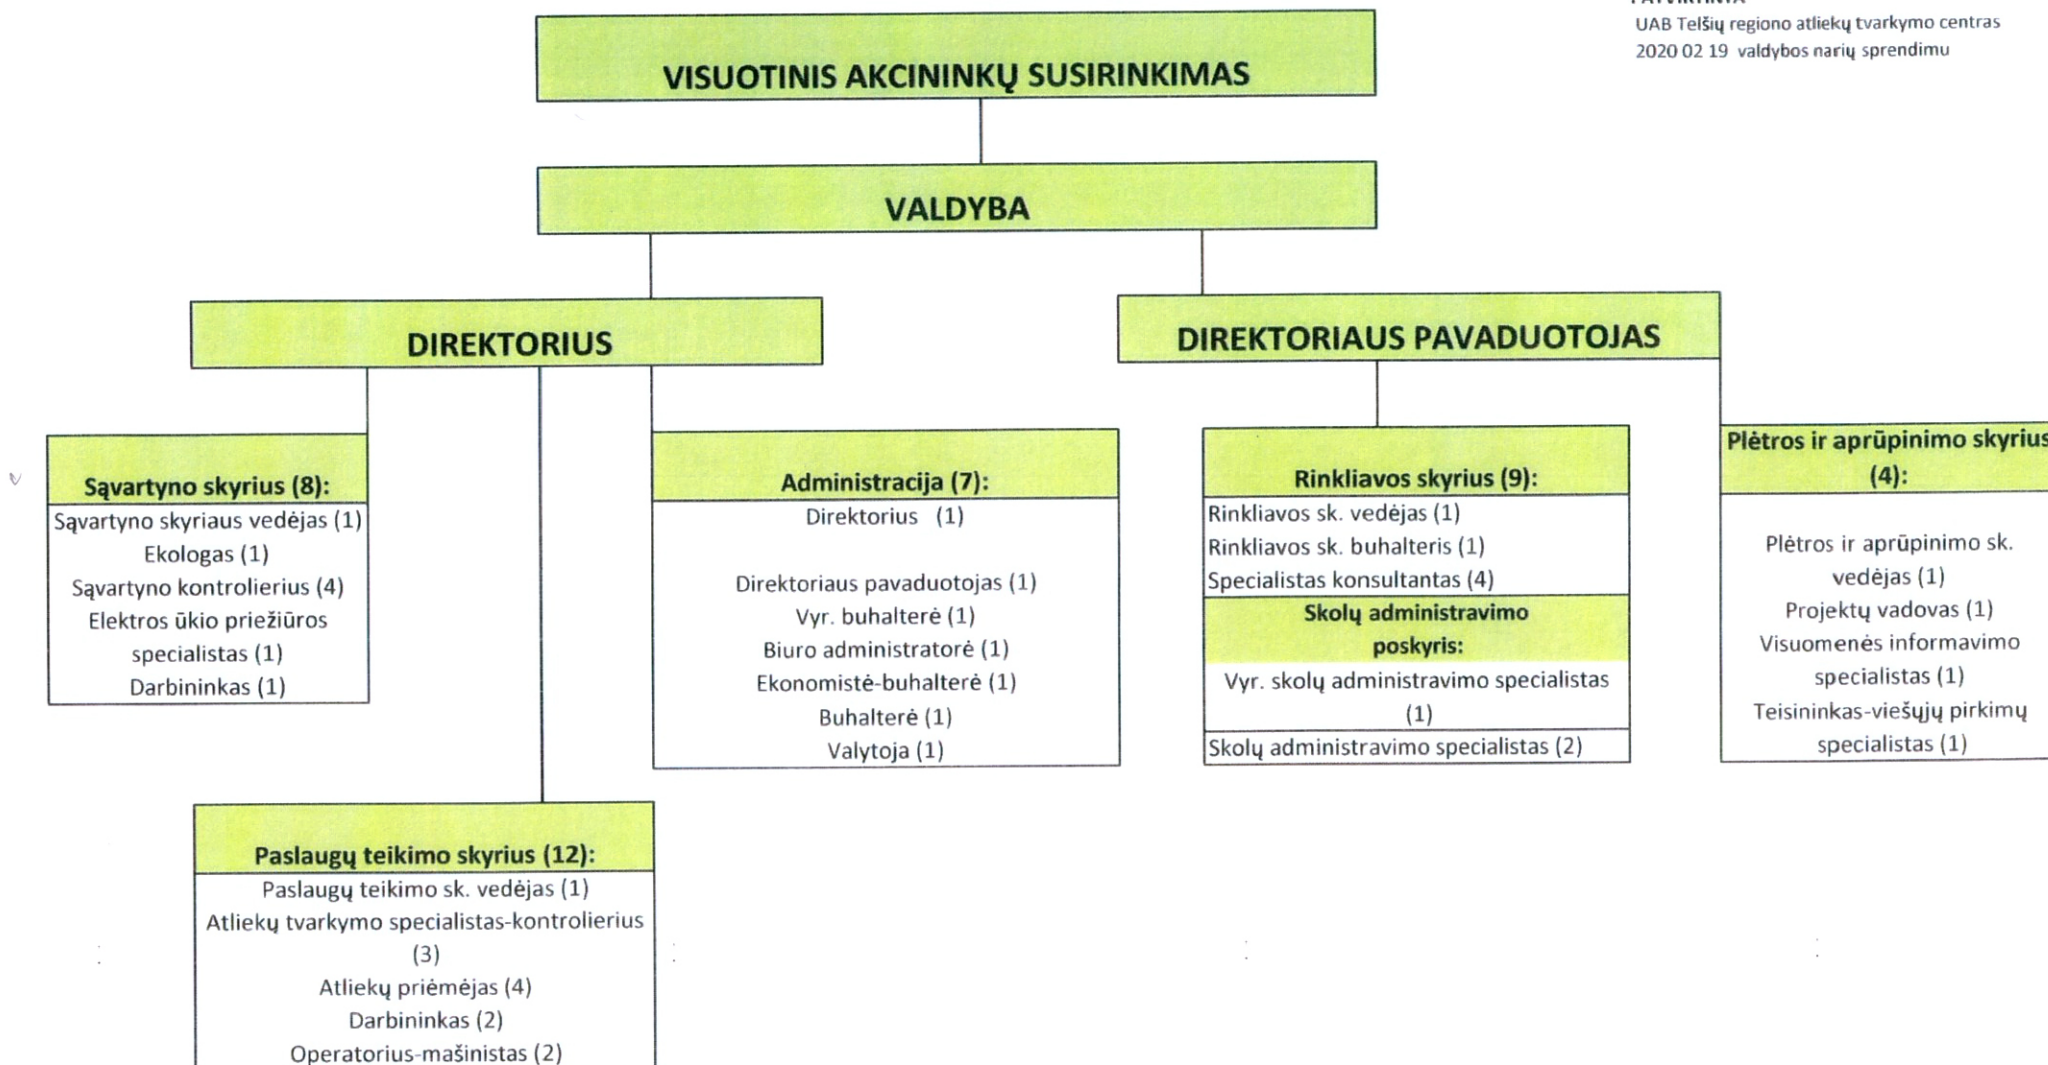 UAB Telšių regiono atliekų tvarkymo centras
2020 02 19 valdybos narių sprendimu
VISUOTINIS AKCININKŲ SUSIRINKIMAS
VALDYBA
DIREKTORIUS
DIREKTORIAUS PAVADUOTOJAS
Sąvartyno skyrius (8):
Sąvartyno skyriaus vedėjas (1)
Ekologas (1)
Sąvartyno kontrolierius (4)
Elektros ūkio priežiūros
specialistas (1)
Darbininkas (1)
Administracija (7):
Direktorius (1)
Direktoriaus pavaduotojas (1)
Vyr. buhalterė (1)
Biuro administratorė (1)
Ekonomistė-buhalterė (1)
Buhalterė (1)
Valytoja (1)
Rinkliavos skyrius (9):
Rinkliavos sk. vedėjas (1)
Rinkliavos sk. buhalteris (1)
Specialistas konsultantas (4)
Skolų administravimo
poskyris:
Vyr. skolų administravimo specialistas
(1)
Skolų administravimo specialistas (2)
Plėtros ir aprūpinimo skyrius
(4):
Plėtros ir aprūpinimo sk.
vedėjas (1)
Projektų vadovas (1)
Visuomenės informavimo
specialistas (1)
Teisininkas-viešųjų pirkimų
specialistas (1)
Paslaugų teikimo skyrius (12):
Paslaugų teikimo sk. vedėjas (1)
Atliekų tvarkymo specialistas-kontrolierius
(3)
Atliekų priėmėjas (4)
Darbininkas (2)
Operatorius-mašinistas (2)